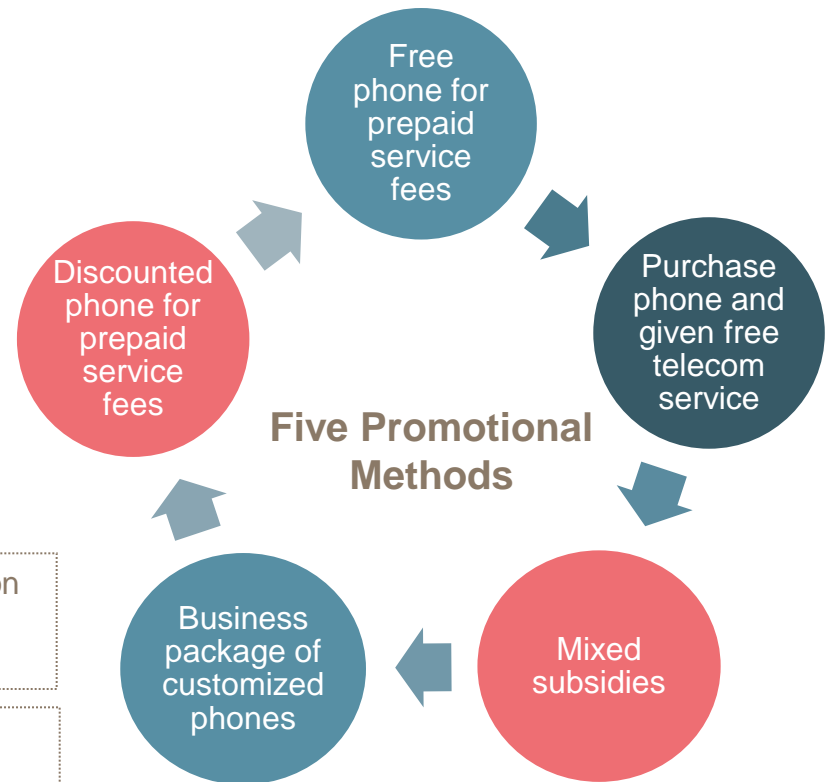 Free
phone for
prepaid
service
fees
Purchase
phone and
given free
telecom
service
Mixed
subsidies
Business
package of
customized
phones
Discounted
phone for
prepaid
service
fees
Five Promotional
Methods